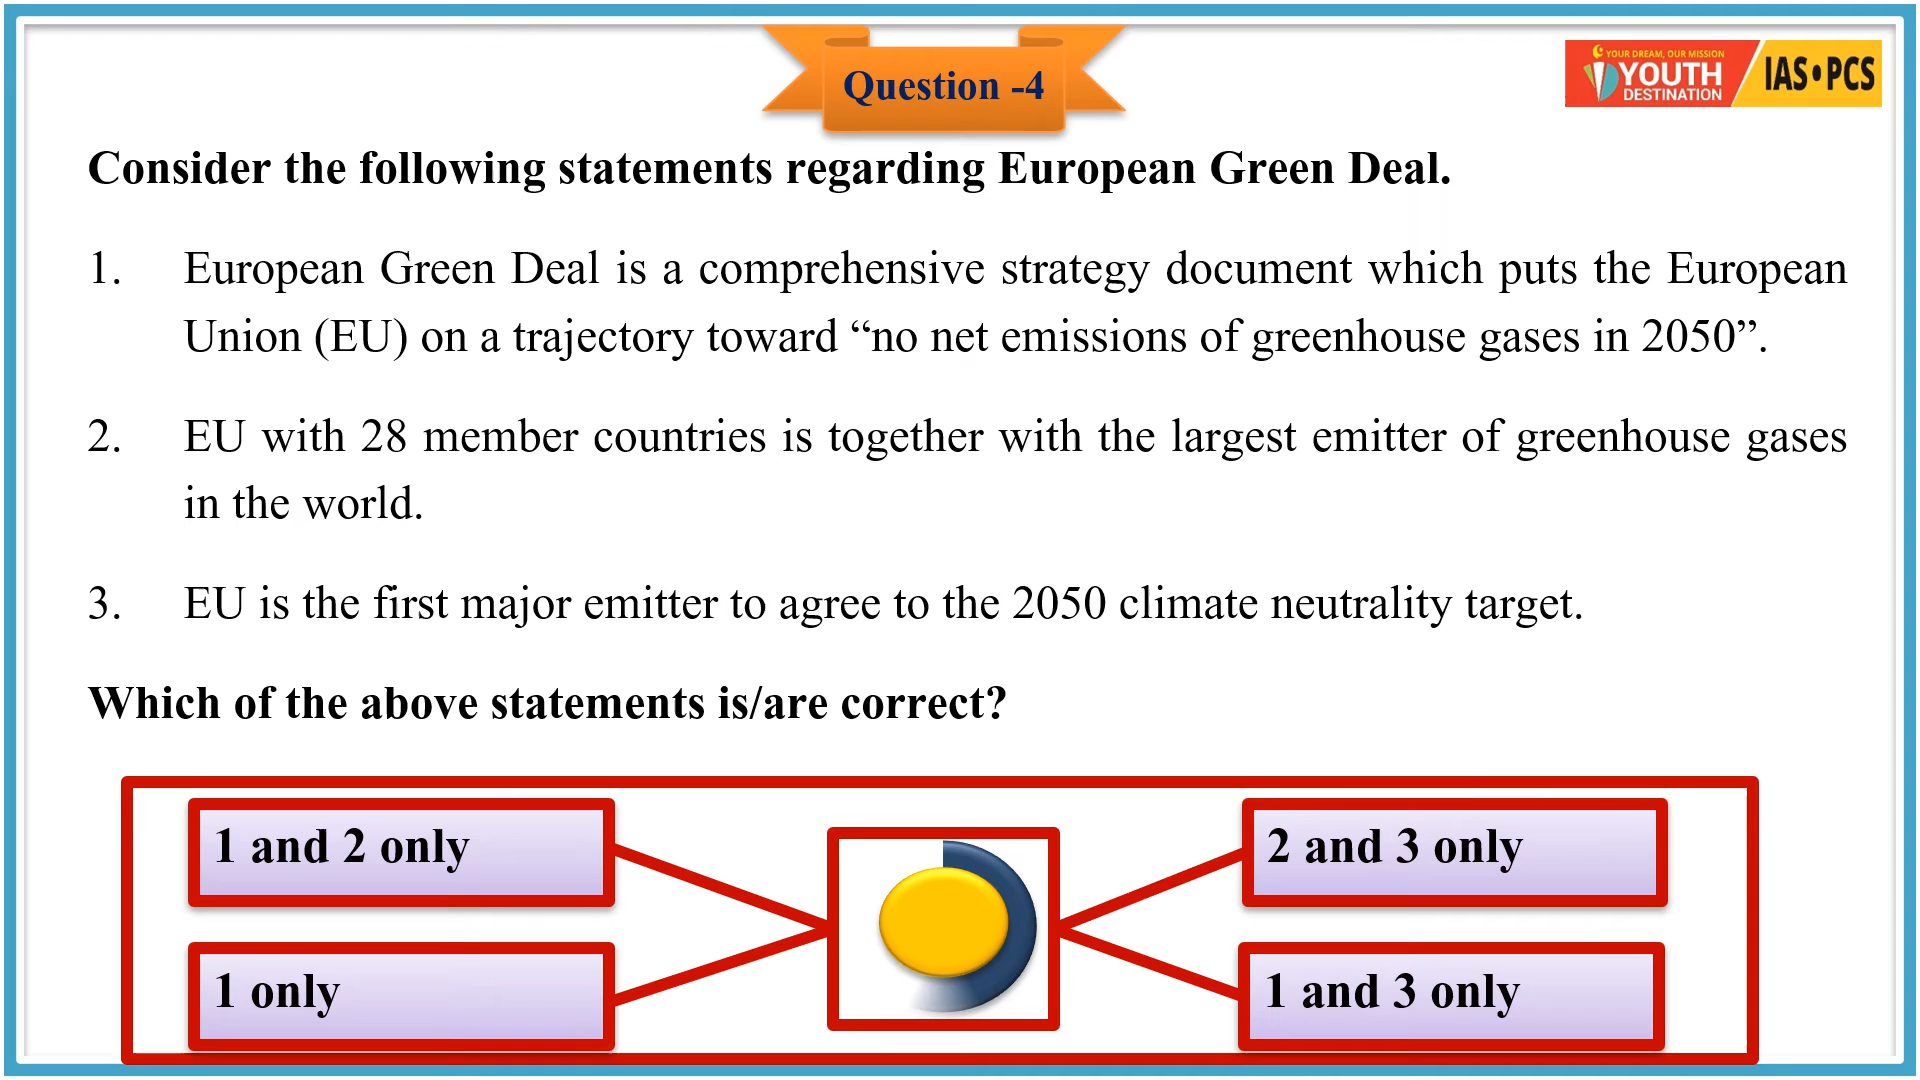 Question -4
YOUR DREAM, OUR MISSION
YOUTH
DESTINATION
IAS•PCS
Consider the following statements regarding European Green Deal.
1. European Green Deal is a comprehensive strategy document which puts the European
Union (EU) on a trajectory toward “no net emissions of greenhouse gases in 2050”.
2. EU with 28 member countries is together with the largest emitter of greenhouse gases
in the world.
3. EU is the first major emitter to agree to the 2050 climate neutrality target.
Which of the above statements is/are correct?
1 and 2 only
2 and 3 only
1 only
1 and 3 only